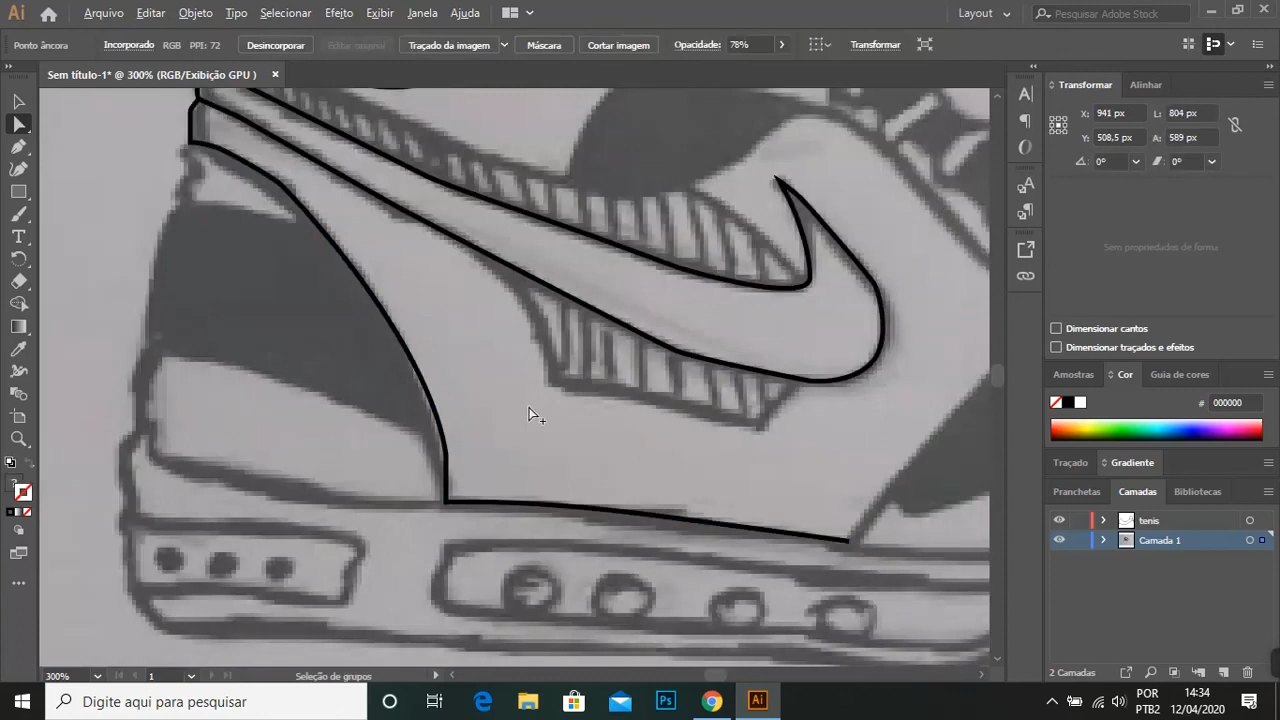 Ai Arquivo Editar Objeto Tipo Selecionar Efeito Exibir Janela Ajuda Layout Pesquisar Adobe Stock
Ponto âncora Incorporado RGB PPI: 72 Desincorporar Editar original Traçado da imagem Máscara Cortar imagem Opacidade: 78% Transformar
Sem título-1* @ 300% (RGB/Exibição GPU )
Transformar Alinhar
X: 941 px L: 804 px
Y: 508,5 px A: 589 px
0° 0°
Sem propriedades de forma
Dimensionar cantos
Dimensionar traçados e efeitos
Amostras Cor Guia de cores
# 000000
Traçado Gradiente
Pranchetas Camadas Bibliotecas
tenis
Camada 1
2 Camadas
300% 1 Seleção de grupos
Digite aqui para pesquisar
Ps Ai
POR 4:34
PTB2 12/04/2020